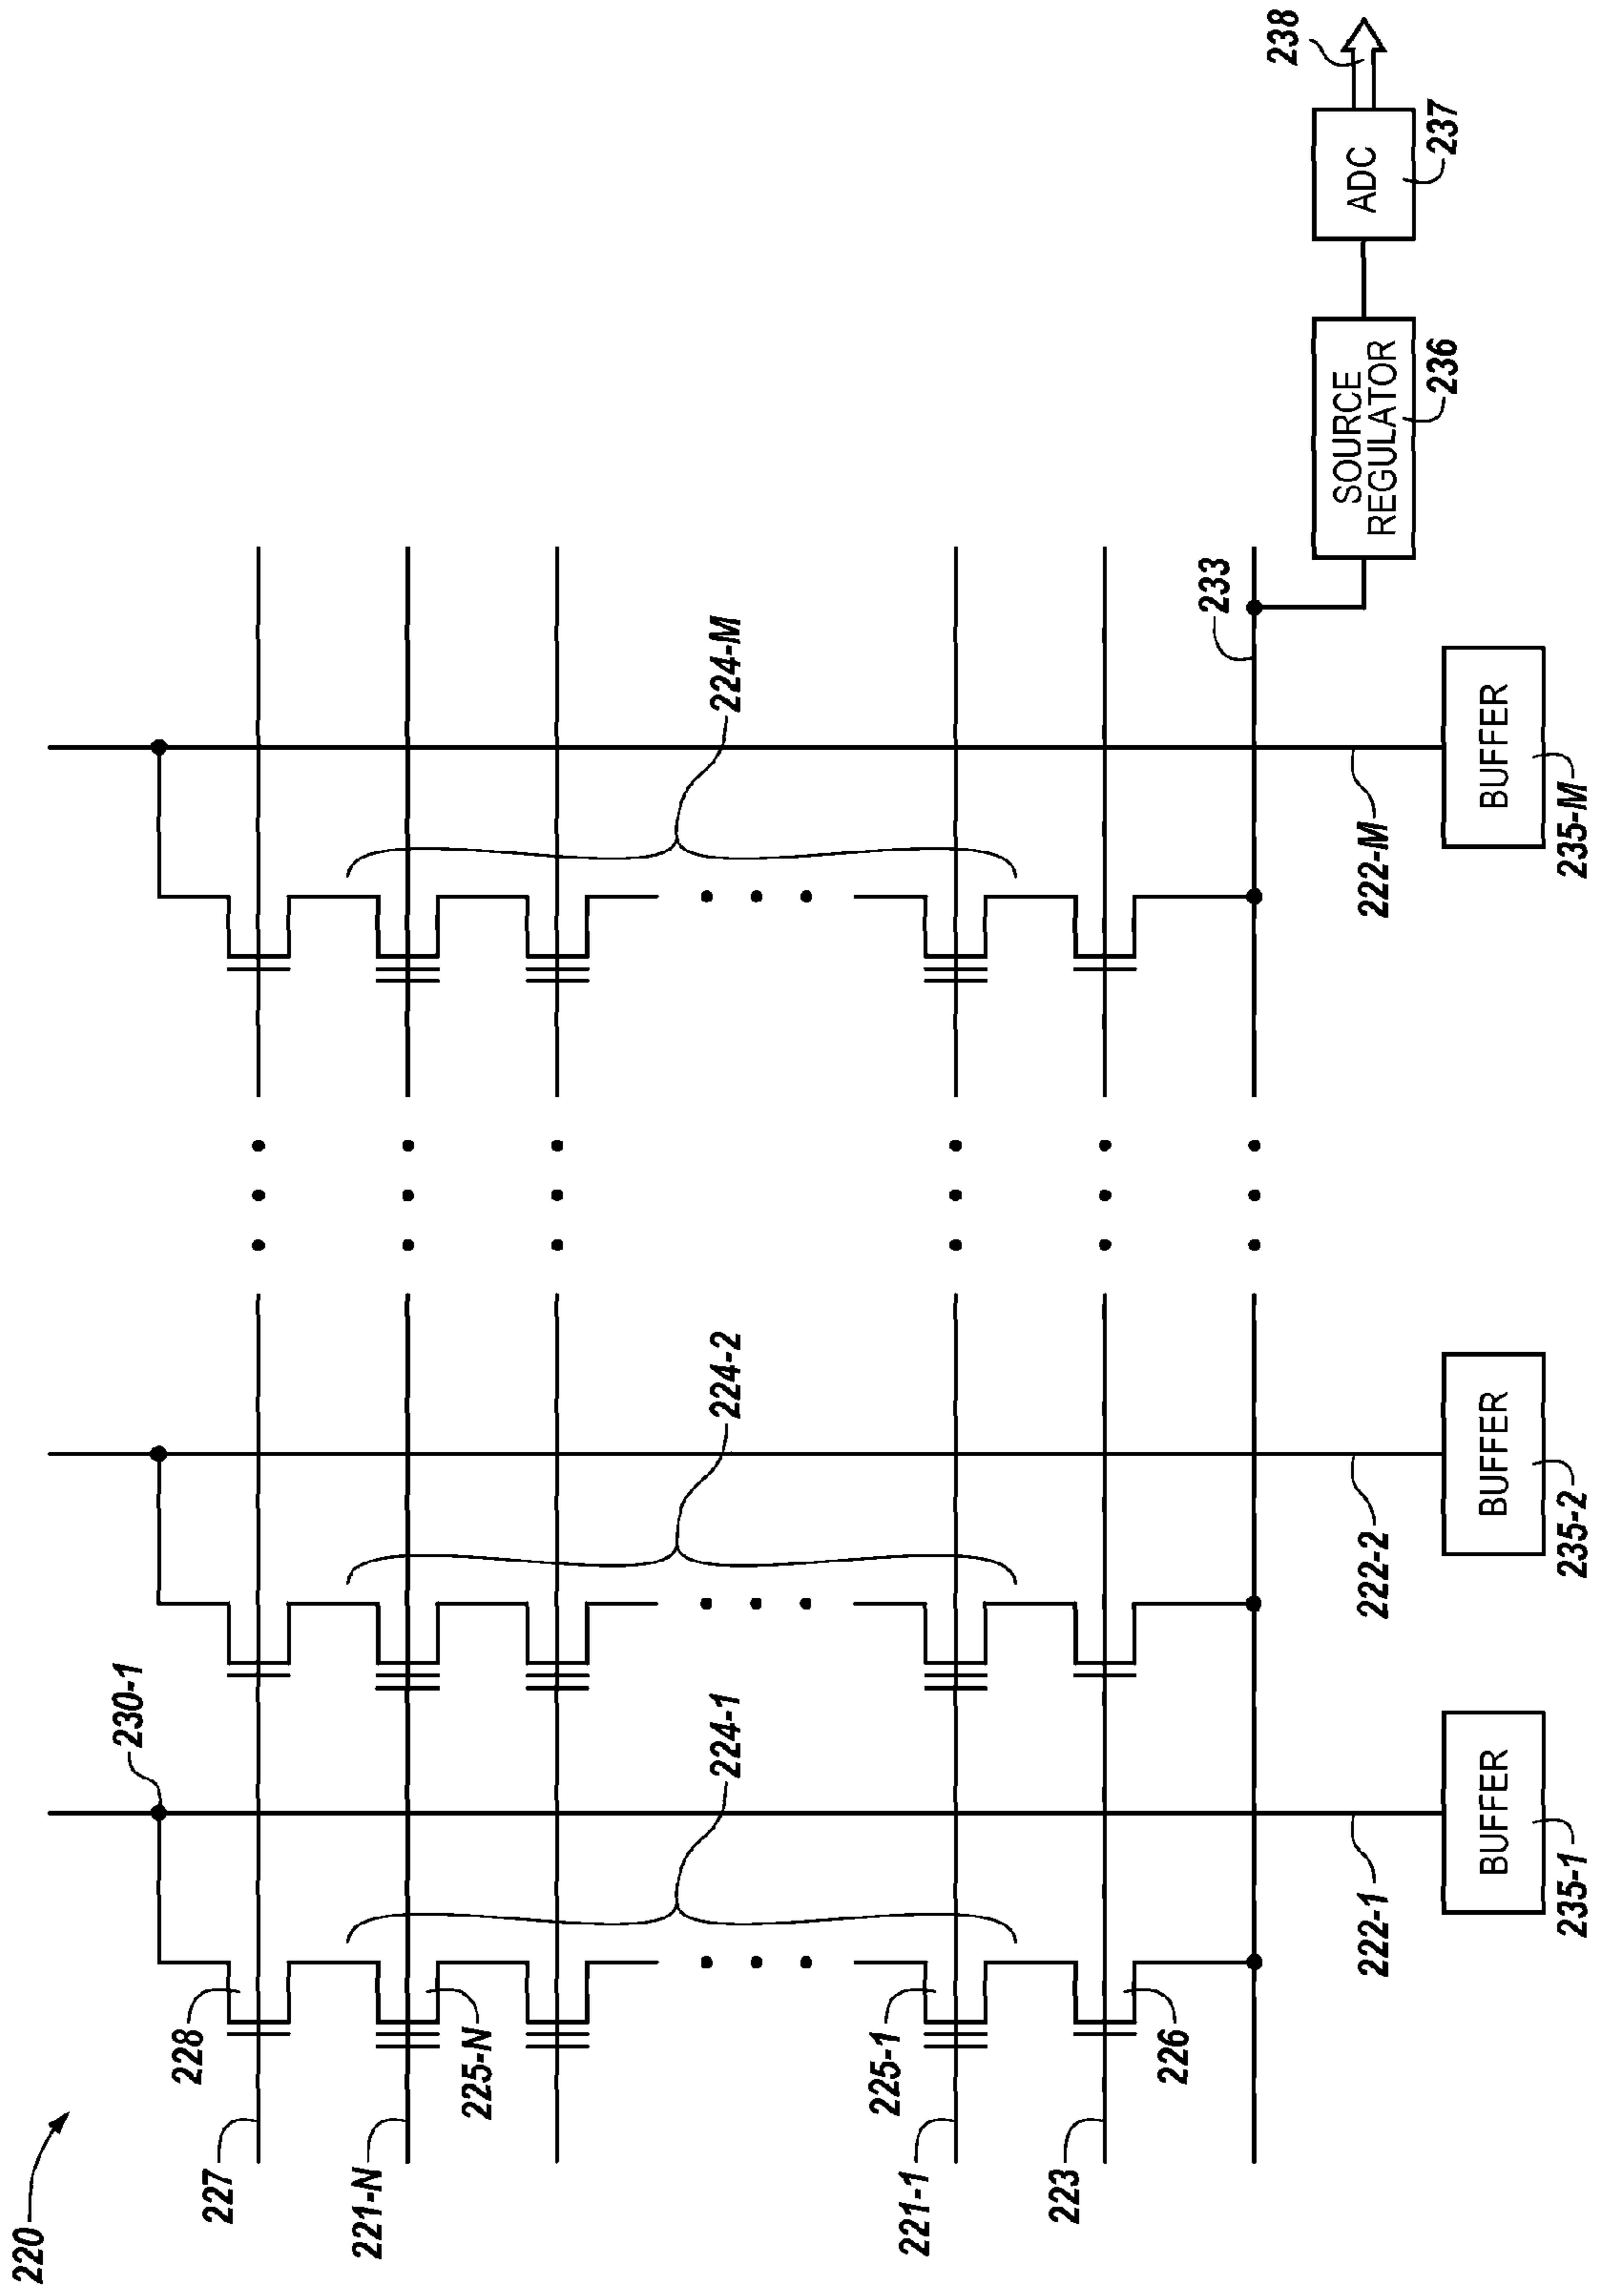 220
230-1
227
228
221-N
225-N
224-1
224-2
224-M
221-1
225-1
223
226
233
222-1
222-2
222-M
BUFFER
235-1
BUFFER
235-2
BUFFER
235-M
SOURCE
REGULATOR
236
ADC
237
238